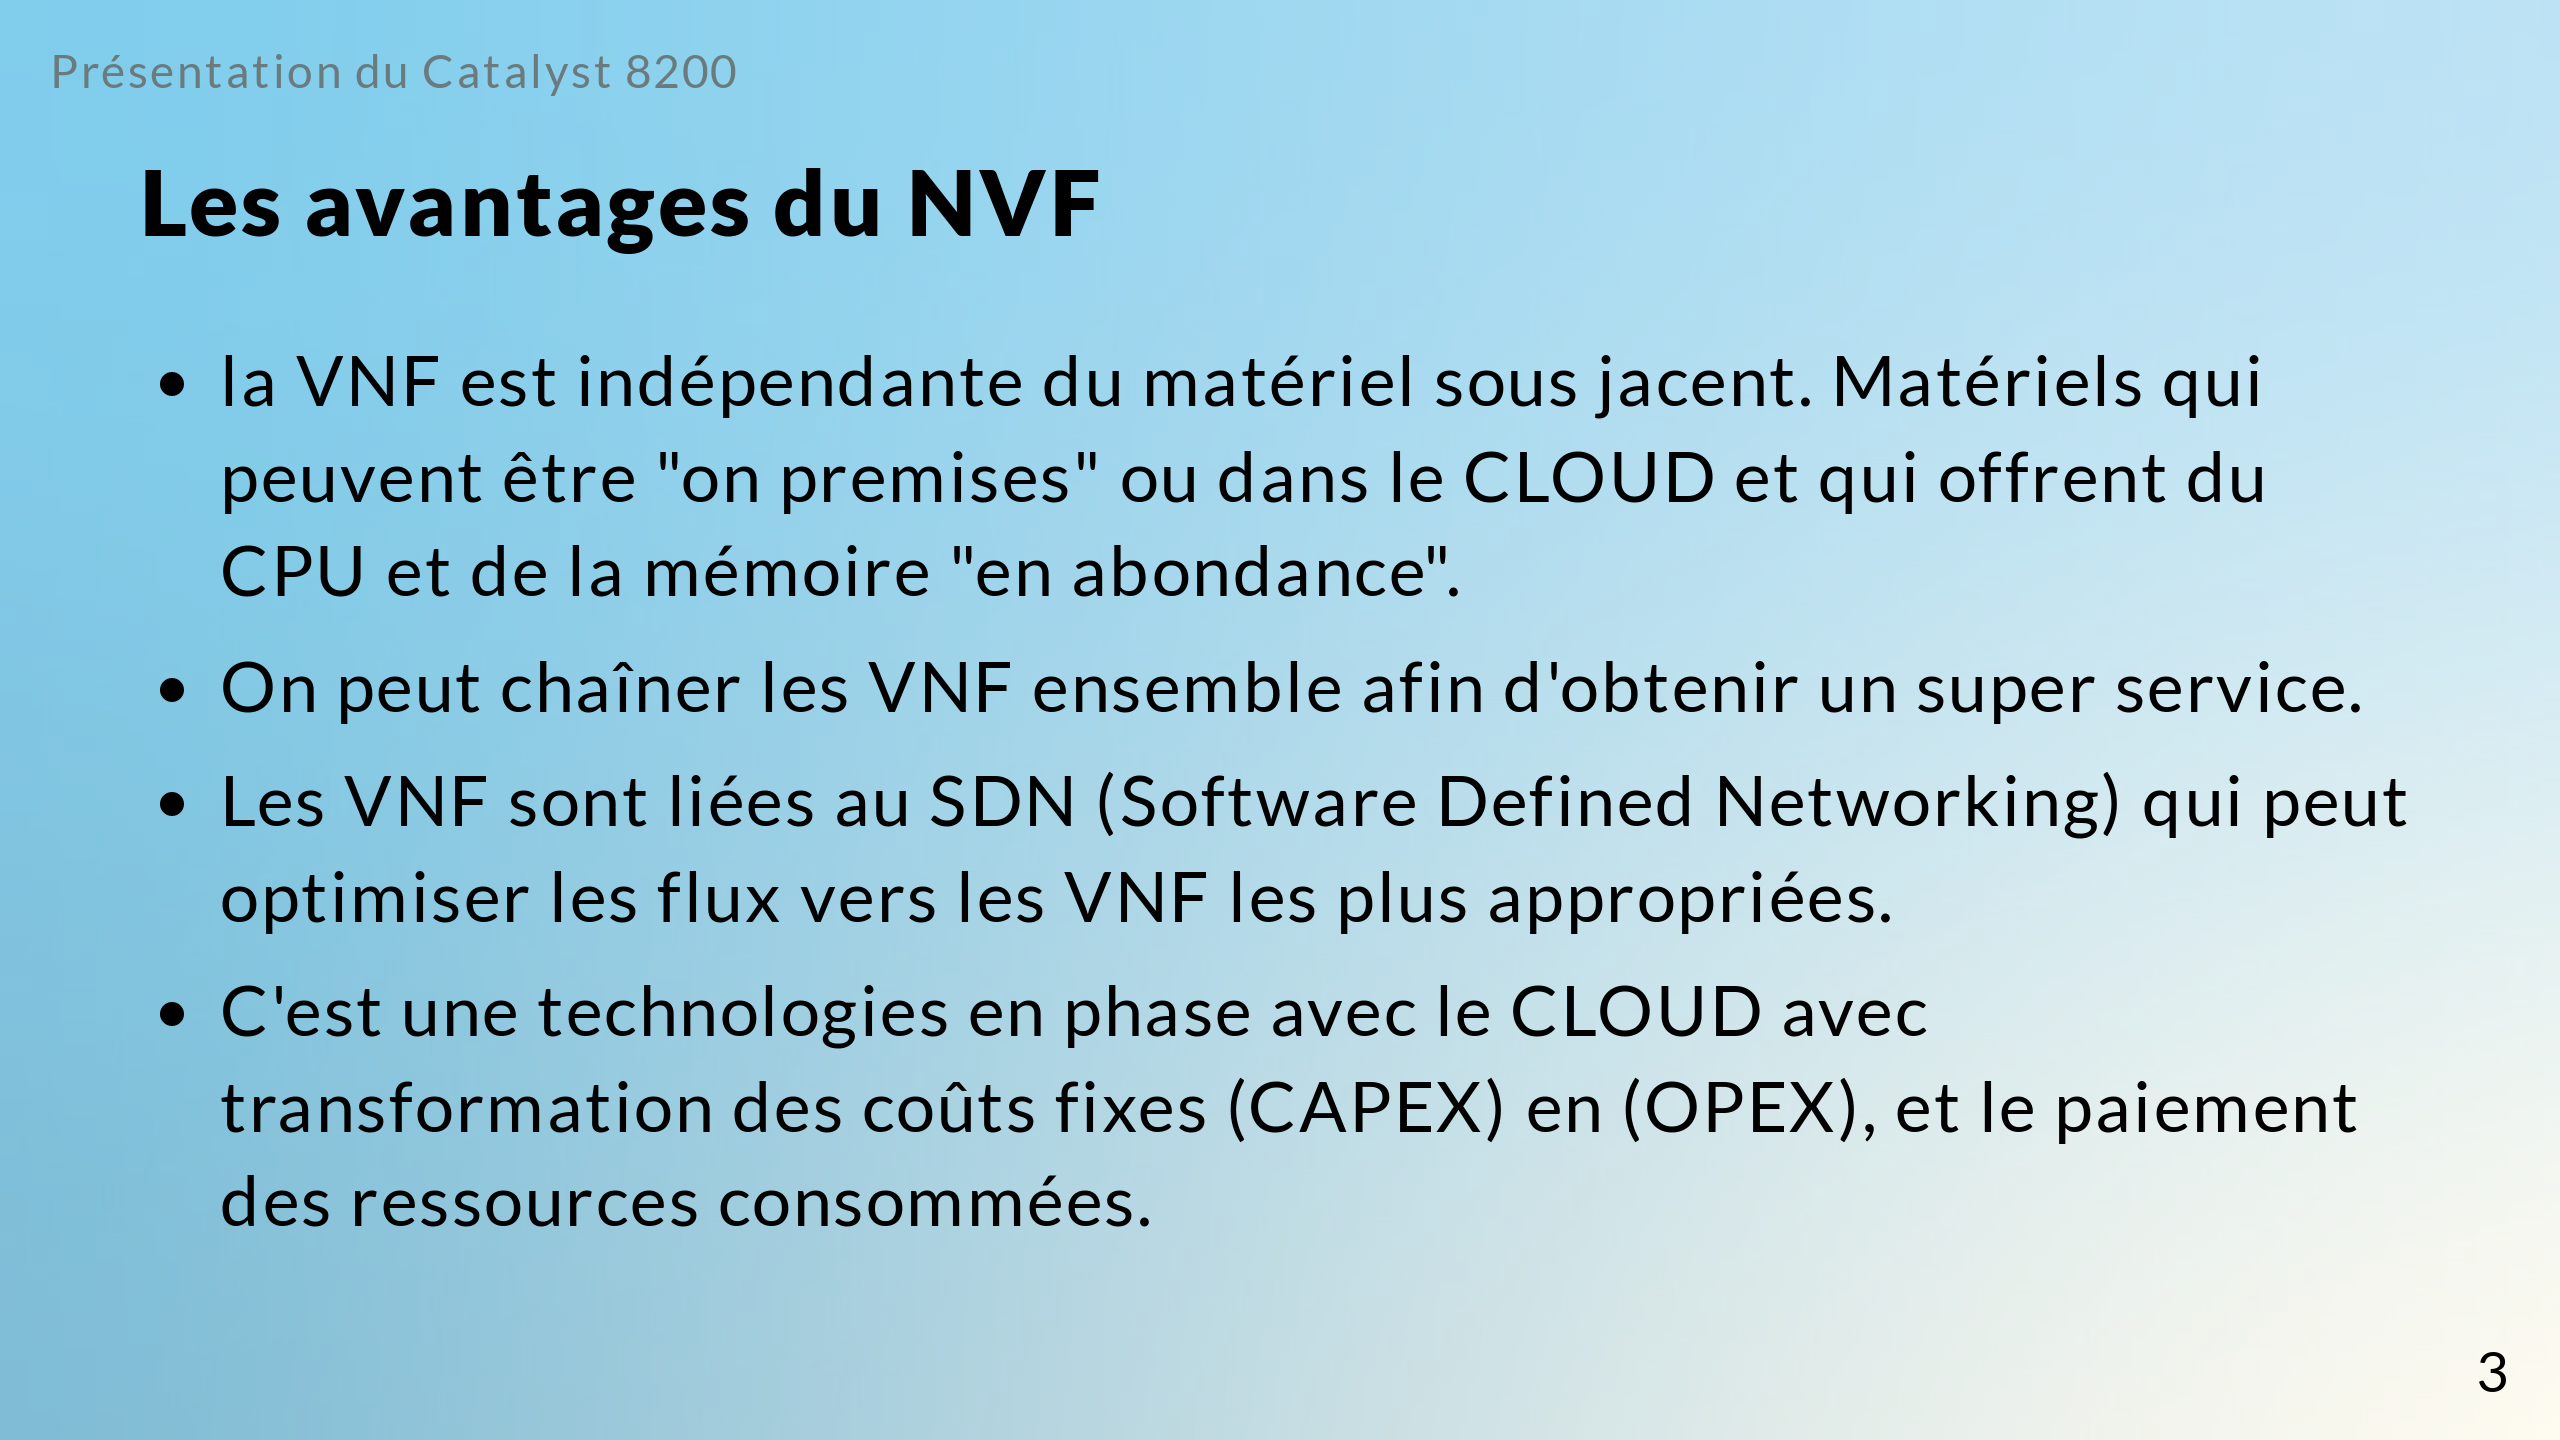 Présentation du Catalyst 8200
Les avantages du NVF
• la VNF est indépendante du matériel sous jacent. Matériels qui
peuvent être "on premises" ou dans le CLOUD et qui offrent du
CPU et de la mémoire "en abondance".
• On peut chaîner les VNF ensemble afin d'obtenir un super service.
• Les VNF sont liées au SDN (Software Defined Networking) qui peut
optimiser les flux vers les VNF les plus appropriées.
• C'est une technologies en phase avec le CLOUD avec
transformation des coûts fixes (CAPEX) en (OPEX), et le paiement
des ressources consommées.
3